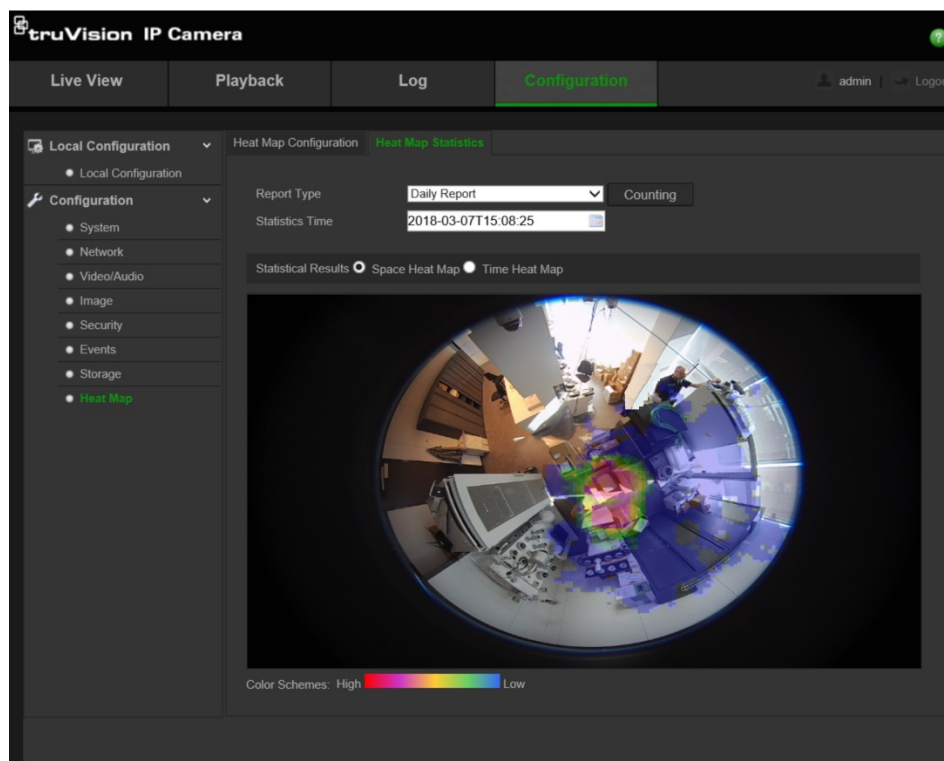 truVision IP Camera
?
Live View
Playback
Log
Configuration
admin |
Local Configuration
Local Configuration
Configuration
System
Network
Video/Audio
Image
Security
Events
Storage
Heat Map
Heat Map Configuration
Heat Map Statistics
Report Type
Daily Report
Counting
Statistics Time
2018-03-07T15:08:25
Statistical Results
Space Heat Map
Time Heat Map
Color Schemes: High
Low